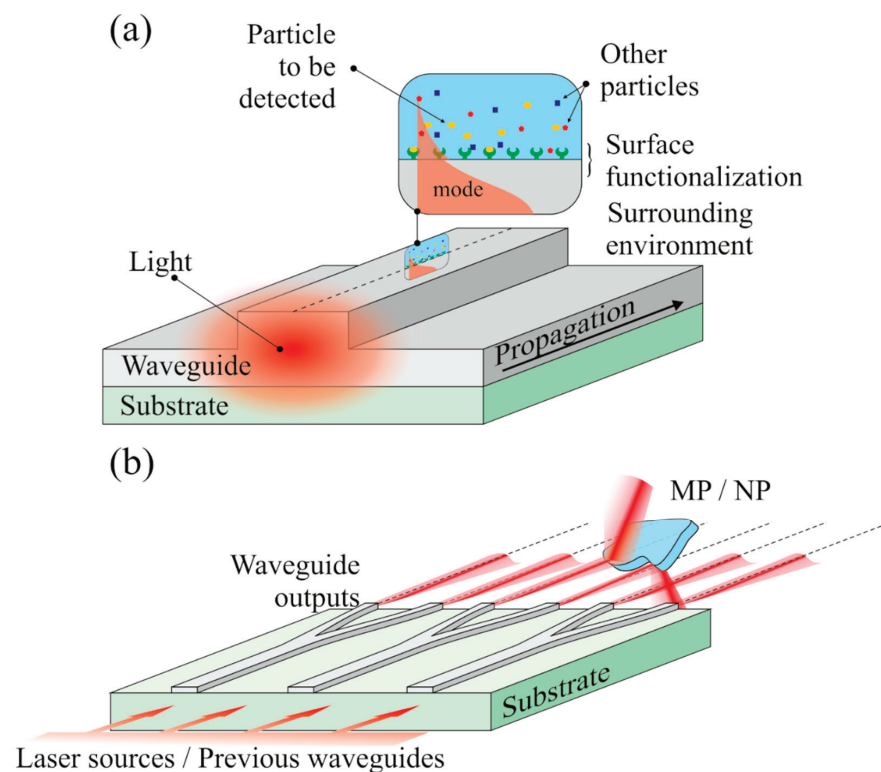 (a)
Particle
to be
detected
Other
particles
Surface
functionalization
mode
Surrounding
environment
Light
Propagation
Waveguide
Substrate
(b)
MP / NP
Waveguide
outputs
Substrate
Laser sources / Previous waveguides